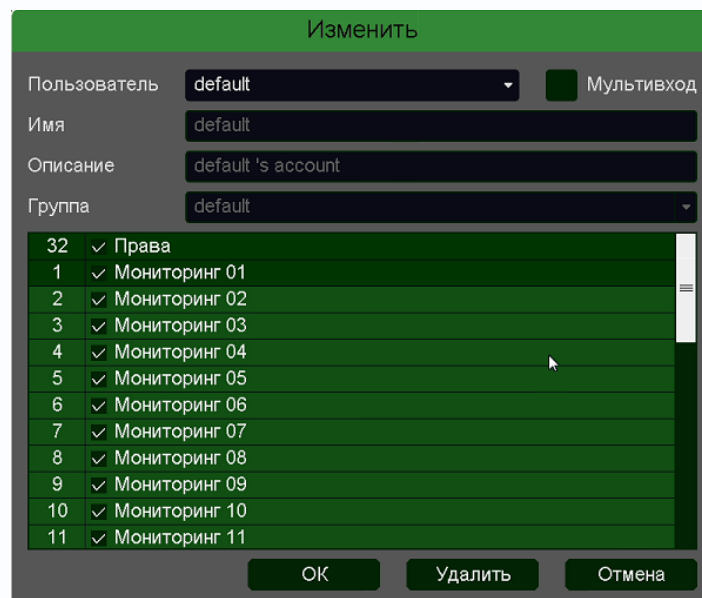 Изменить
Пользователь default Мультивход
Имя default
Описание default 's account
Группа default
32 Права
1 Мониторинг 01
2 Мониторинг 02
3 Мониторинг 03
4 Мониторинг 04
5 Мониторинг 05
6 Мониторинг 06
7 Мониторинг 07
8 Мониторинг 08
9 Мониторинг 09
10 Мониторинг 10
11 Мониторинг 11
OK Удалить Отмена